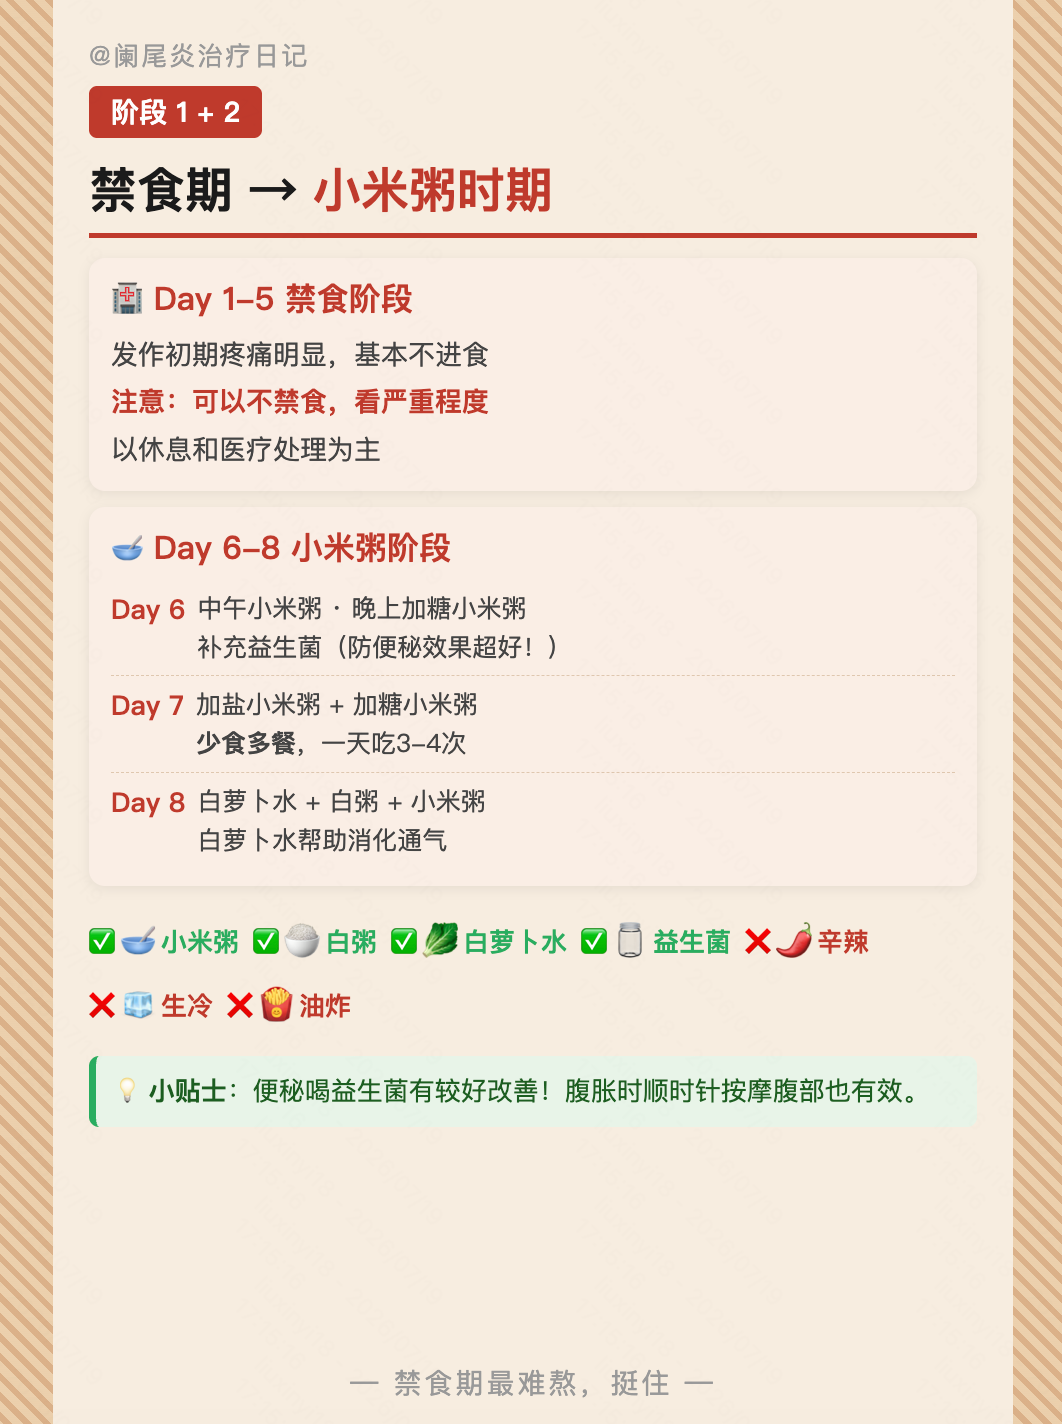 @阑尾炎治疗日记
阶段 1 + 2
禁食期 → 小米粥时期
🏥 Day 1–5 禁食阶段
发作初期疼痛明显，基本不进食
注意：可以不禁食，看严重程度
以休息和医疗处理为主
🥣 Day 6–8 小米粥阶段
Day 6 中午小米粥 · 晚上加糖小米粥
补充益生菌（防便秘效果超好！）
Day 7 加盐小米粥 + 加糖小米粥
少食多餐，一天吃3–4次
Day 8 白萝卜水 + 白粥 + 小米粥
白萝卜水帮助消化通气
✅🥣小米粥 ✅🍚白粥 ✅🥬白萝卜水 ✅🫙益生菌 ❌🌶️辛辣
❌🧊生冷 ❌🍟油炸
💡 小贴士：便秘喝益生菌有较好改善！腹胀时顺时针按摩腹部也有效。
— 禁食期最难熬，挺住 —